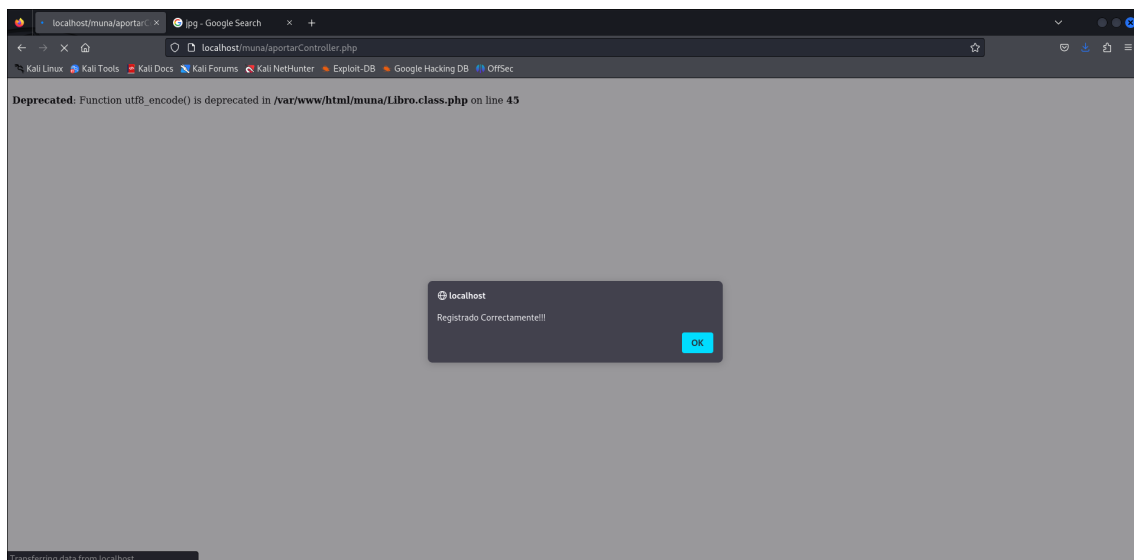 localhost/muna/aportarC
jpg - Google Search
localhost/muna/aportarController.php
Kali Linux Kali Tools Kali Docs Kali Forums Kali NetHunter Exploit-DB Google Hacking DB OffSec
Deprecated: Function utf8_encode() is deprecated in /var/www/html/muna/Libro.class.php on line 45
localhost
Registrado Correctamente!!!
OK
Transferring data from localhost